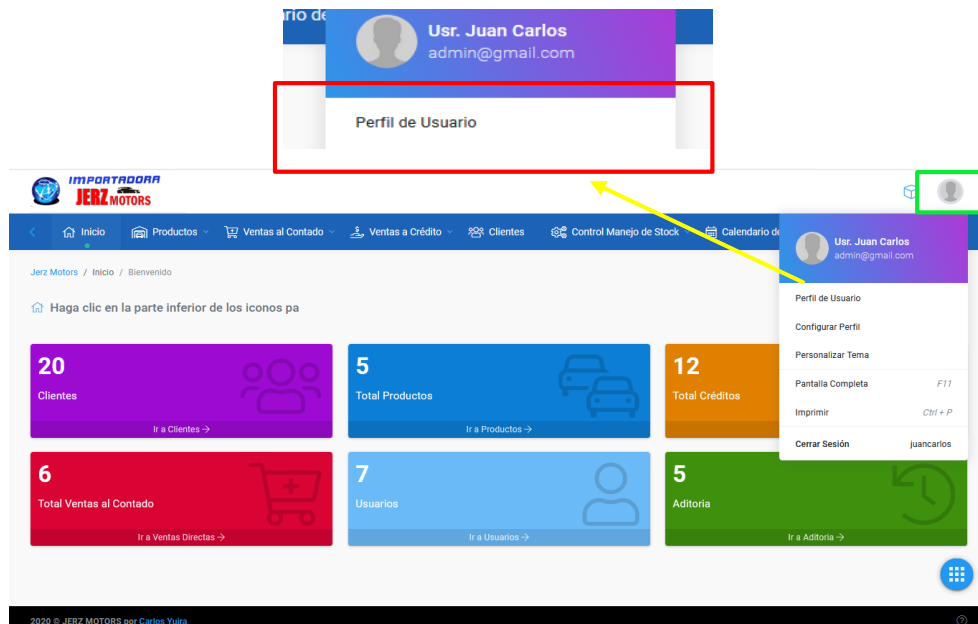 rio de
Usr. Juan Carlos
admin@gmail.com
Perfil de Usuario
IMPORTADORA
JERZ MOTORS
Inicio Productos Ventas al Contado Ventas a Crédito Clientes Control Manejo de Stock Calendario de
Usr. Juan Carlos
admin@gmail.com
Jerz Motors / Inicio / Bienvenido
Haga clic en la parte inferior de los iconos pa
Perfil de Usuario
Configurar Perfil
Personalizar Tema
Pantalla Completa F11
Imprimir Ctrl + P
Cerrar Sesión juancarlos
20
Clientes
Ir a Clientes
5
Total Productos
Ir a Productos
12
Total Créditos
6
Total Ventas al Contado
Ir a Ventas Directas
7
Usuarios
Ir a Usuarios
5
Aditoria
Ir a Aditoria
2020 © JERZ MOTORS por Carlos Yuira